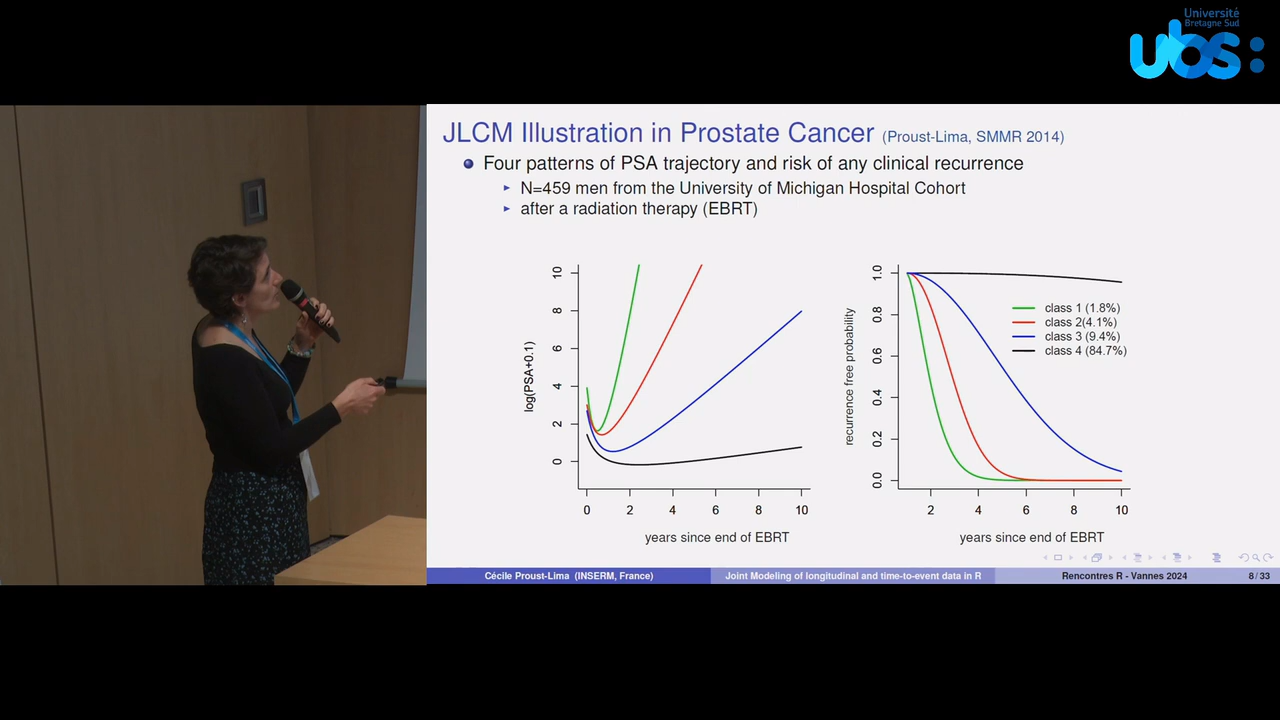 Université
Bretagne Sud
ubs:
JLCM Illustration in Prostate Cancer (Proust-Lima, SMMR 2014)
Four patterns of PSA trajectory and risk of any clinical recurrence
N=459 men from the University of Michigan Hospital Cohort
after a radiation therapy (EBRT)
log(PSA+0.1)
10
8
6
4
2
0
0 2 4 6 8 10
years since end of EBRT
recurrence free probability
1.0
0.8
0.6
0.4
0.2
0.0
class 1 (1.8%)
class 2(4.1%)
class 3 (9.4%)
class 4 (84.7%)
2 4 6 8 10
years since end of EBRT
Cécile Proust-Lima (INSERM, France) Joint Modeling of longitudinal and time-to-event data in R Rencontres R - Vannes 2024 8 / 33